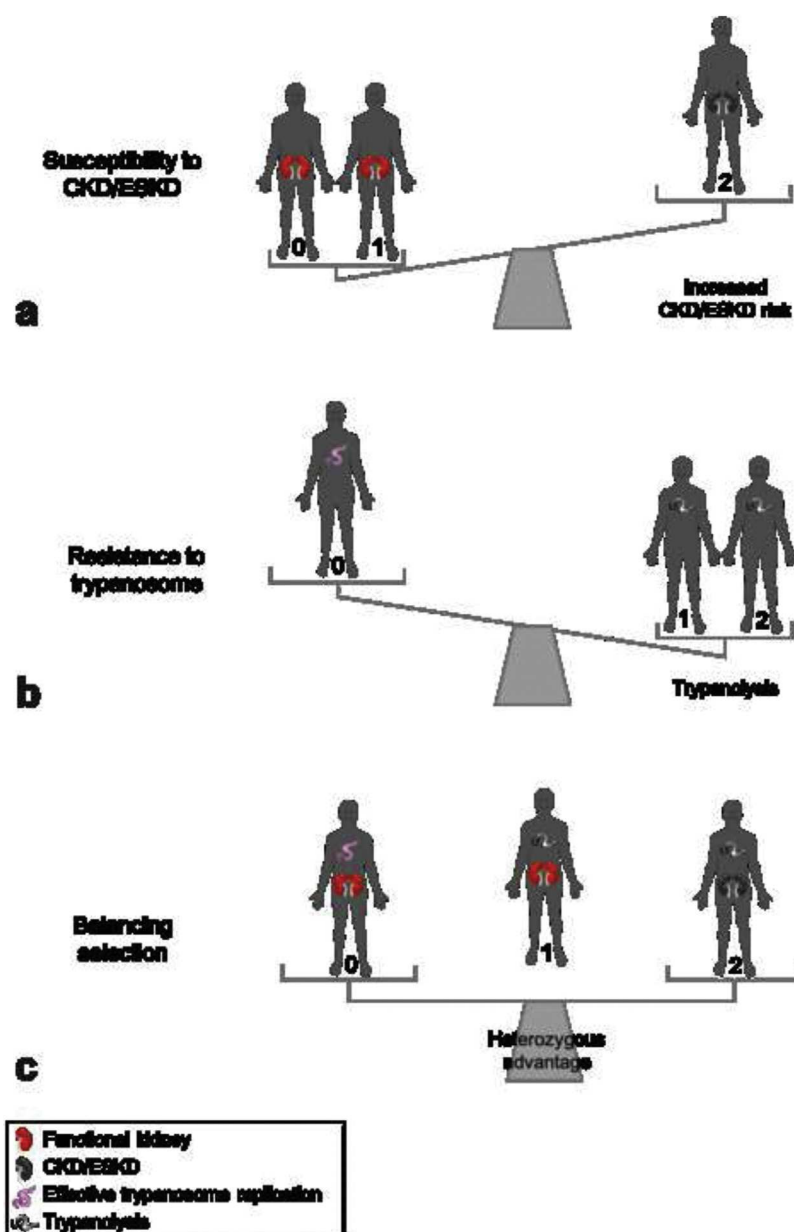 Susceptibility to
CKD/ESKD
0
1
2
Increased
CKD/ESKD risk
a
0
Resistance to
trypanosome
1
2
Trypanolysis
b
Balancing
selection
0
1
2
Heterozygous
advantage
c
Functional kidney
CKD/ESKD
Effective trypanosome replication
Trypanolysis